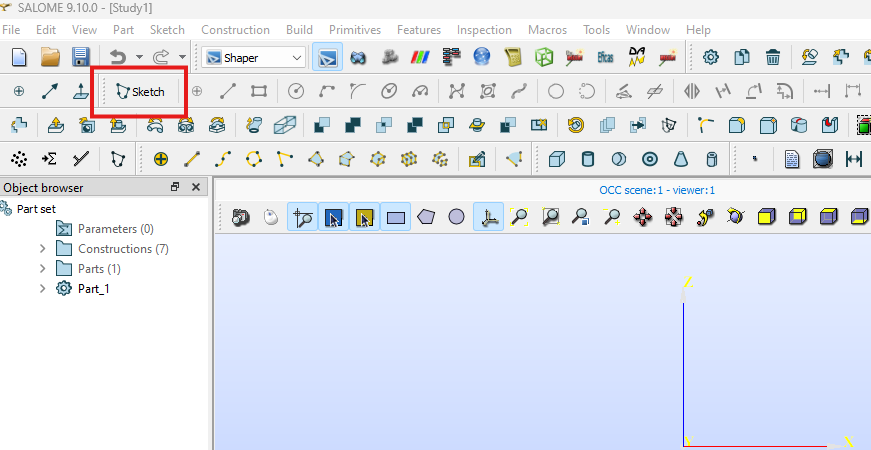 SALOME 9.10.0 - [Study1]
File Edit View Part Sketch Construction Build Primitives Features Inspection Macros Tools Window Help
Shaper
Sketch
Object browser
OCC scene:1 - viewer:1
Part set
Parameters (0)
Constructions (7)
Parts (1)
Part_1
Z
Y X